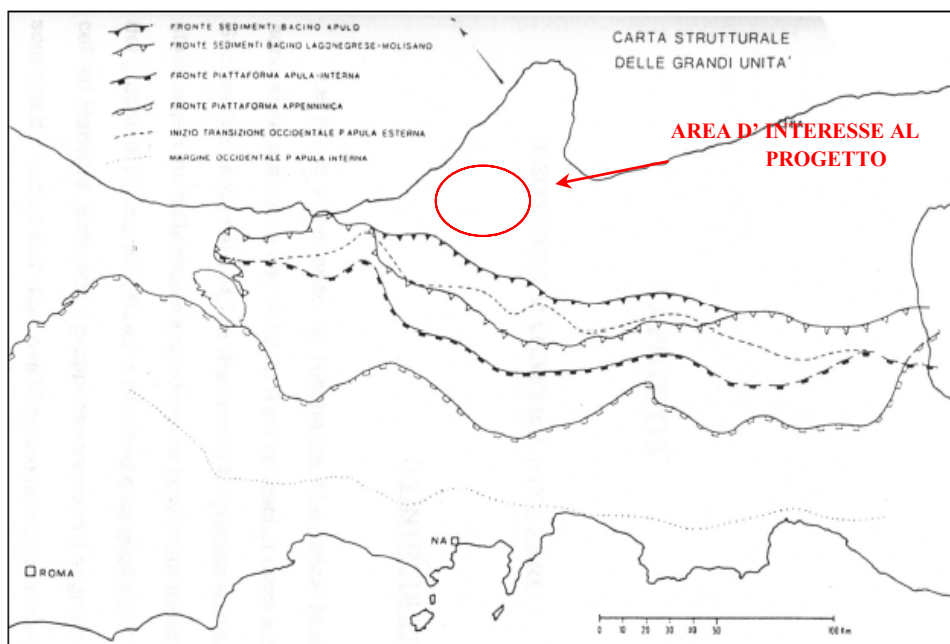 FRONTE SEDIMENTI BACINO APULO
FRONTE SEDIMENTI BACINO LAGONEGRESE-MOLISANO
FRONTE PIATTAFORMA APULA-INTERNA
FRONTE PIATTAFORMA APPENNINICA
INIZIO TRANSIZIONE OCCIDENTALE P APULA ESTERNA
MARGINE OCCIDENTALE P APULA INTERNA
CARTA STRUTTURALE
DELLE GRANDI UNITA'
AREA D' INTERESSE AL
PROGETTO
NA
ROMA
0 10 20 30 40 50 100 Km